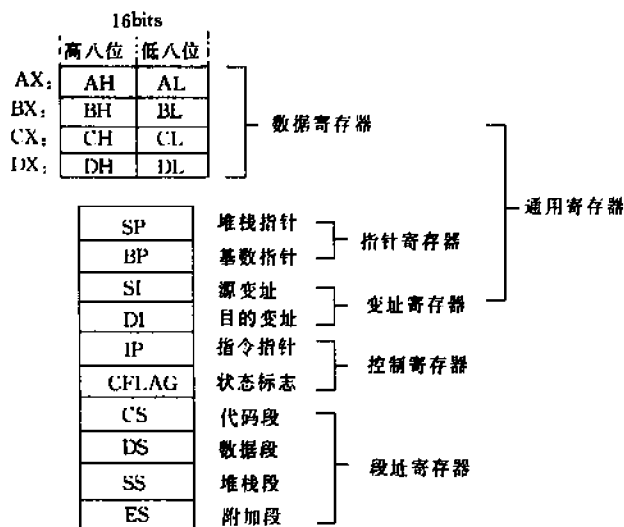 16bits
高八位 低八位
AX: AH AL
BX: BH BL
CX: CH CL
DX: DH DL
数据寄存器
通用寄存器
SP 堆栈指针
BP 基数指针
指针寄存器
SI 源变址
DI 目的变址
变址寄存器
IP 指令指针
CFLAG 状态标志
控制寄存器
CS 代码段
DS 数据段
SS 堆栈段
ES 附加段
段址寄存器